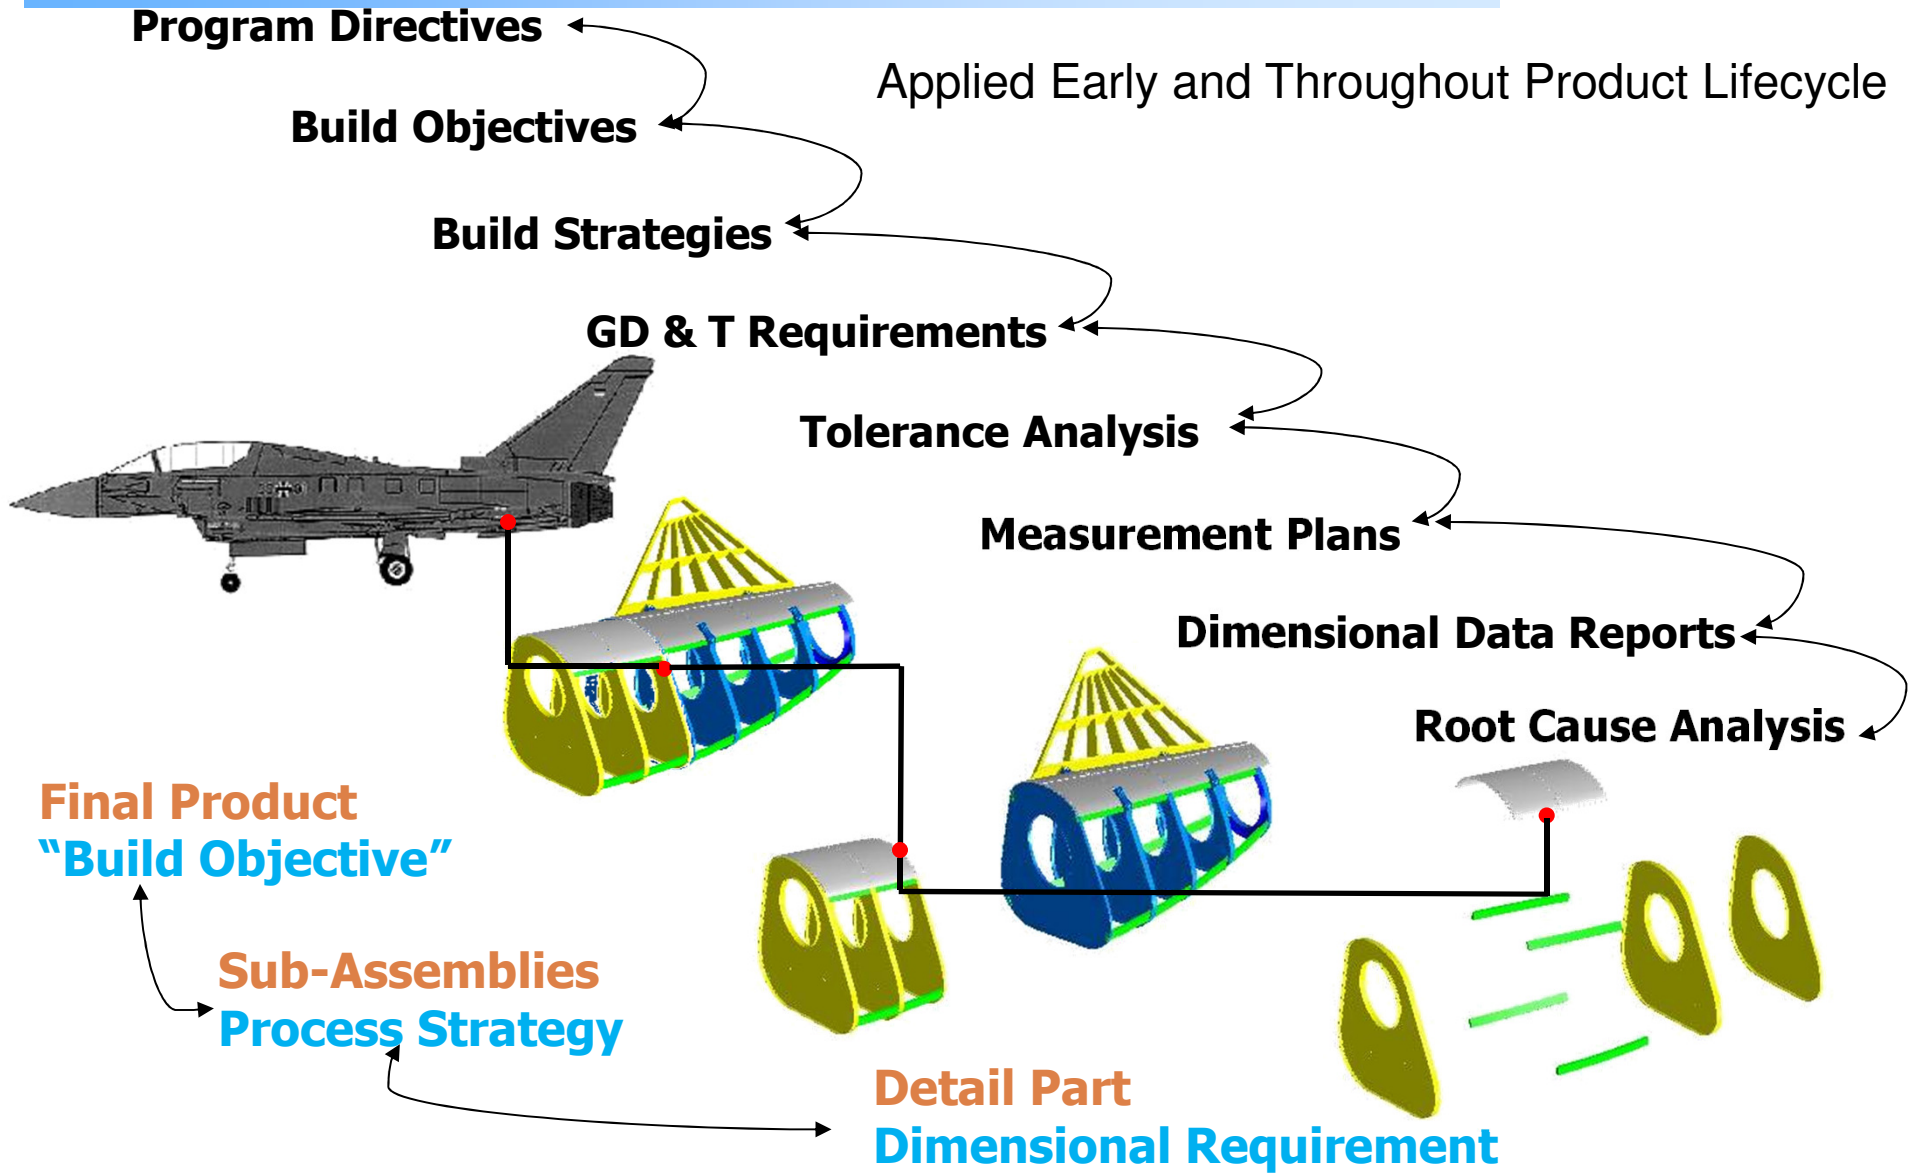 Program Directives
Applied Early and Throughout Product Lifecycle
Build Objectives
Build Strategies
GD & T Requirements
Tolerance Analysis
Measurement Plans
Dimensional Data Reports
Root Cause Analysis
Final Product
“Build Objective”
Sub-Assemblies
Process Strategy
Detail Part
Dimensional Requirement